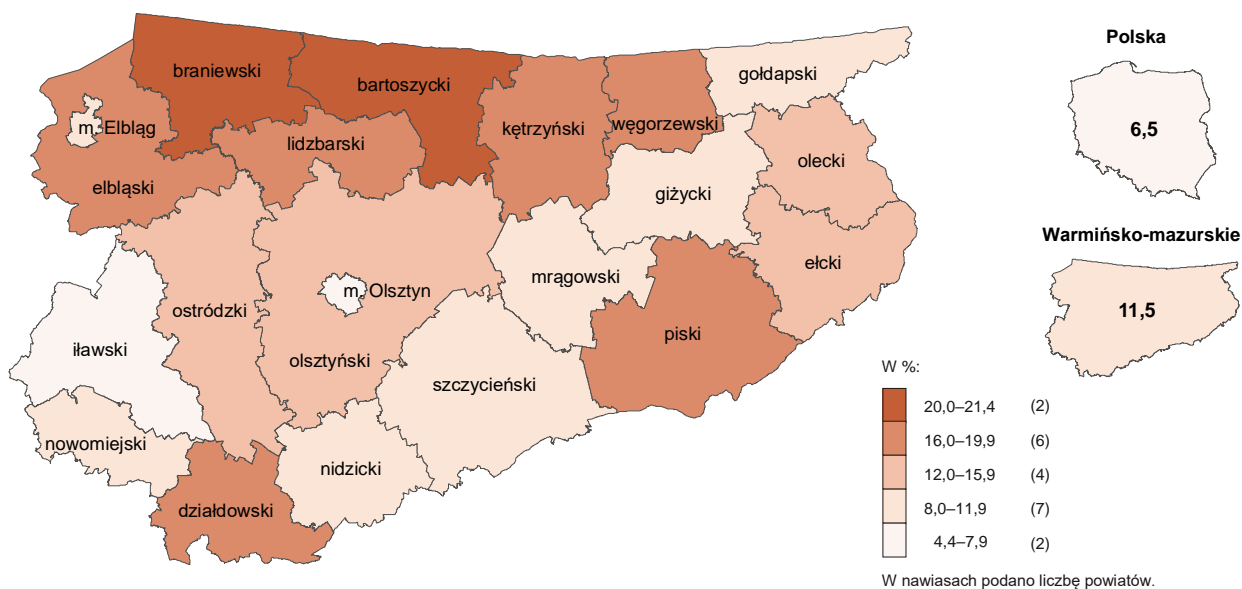 braniewski
bartoszycki
gołdapski
m. Elbląg
lidzbarski
kętrzyński
węgorzewski
olecki
elbląski
giżycki
ełcki
mrągowski
m. Olsztyn
ostródzki
iławski
olsztyński
piski
szczycieński
nowomiejski
nidzicki
działdowski
Polska
6,5
Warmińsko-mazurskie
11,5
W %:
20,0–21,4 (2)
16,0–19,9 (6)
12,0–15,9 (4)
8,0–11,9 (7)
4,4–7,9 (2)
W nawiasach podano liczbę powiatów.